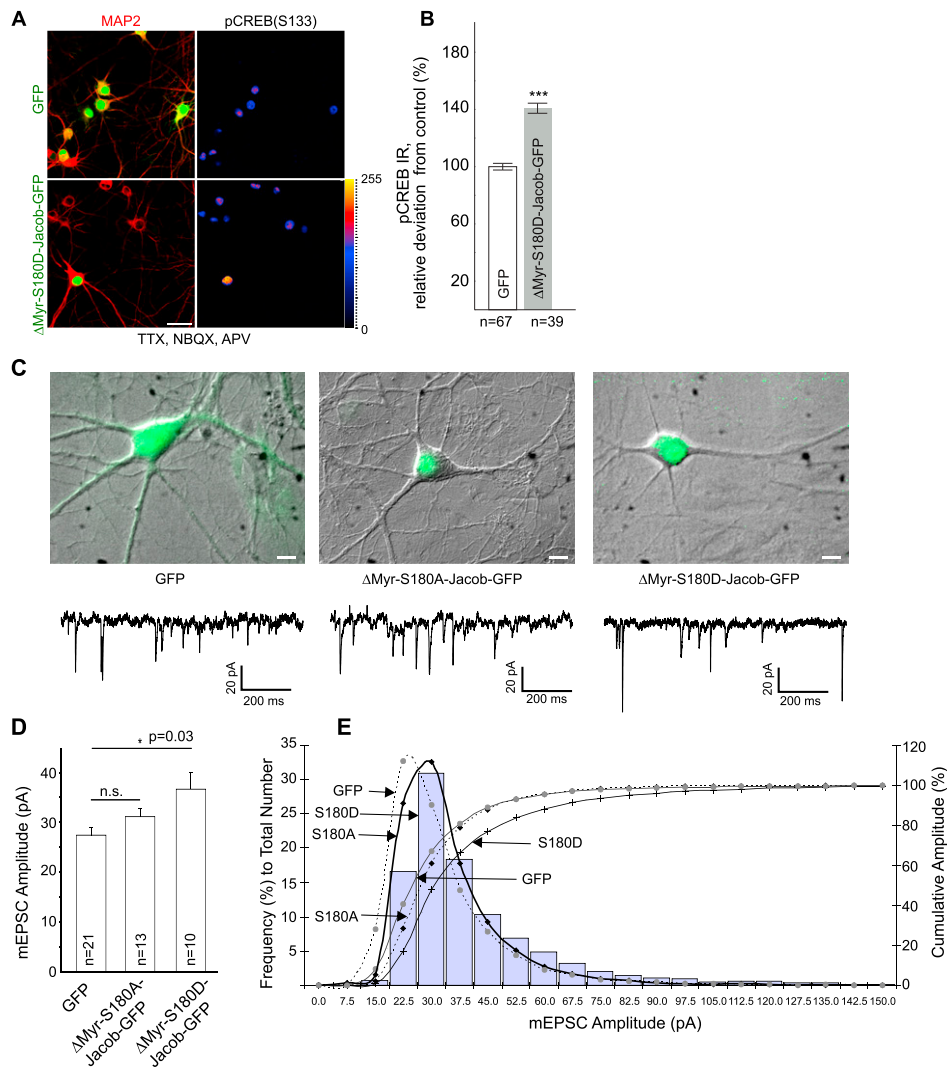 A
MAP2
pCREB(S133)
GFP
ΔMyr-S180D-Jacob-GFP
255
0
TTX, NBQX, APV
B
pCREB IR,
relative deviation from control (%)
180
140
100
60
20
***
GFP
ΔMyr-S180D-Jacob-GFP
n=67
n=39
C
GFP
ΔMyr-S180A-Jacob-GFP
ΔMyr-S180D-Jacob-GFP
20 pA
200 ms
20 pA
200 ms
20 pA
200 ms
D
mEPSC Amplitude (pA)
40
30
20
10
0
* p=0.03
n.s.
n=21
n=13
n=10
GFP
ΔMyr-S180A-
Jacob-GFP
ΔMyr-S180D-
Jacob-GFP
E
Frequency (%) to Total Number
35
30
25
20
15
10
5
GFP
S180D
S180A
S180D
GFP
S180A
120
100
80
60
40
20
0
Cumulative Amplitude (%)
0.0 7.5 15.0 22.5 30.0 37.5 45.0 52.5 60.0 67.5 75.0 82.5 90.0 97.5 105.0 112.5 120.0 127.5 135.0 142.5 150.0
mEPSC Amplitude (pA)